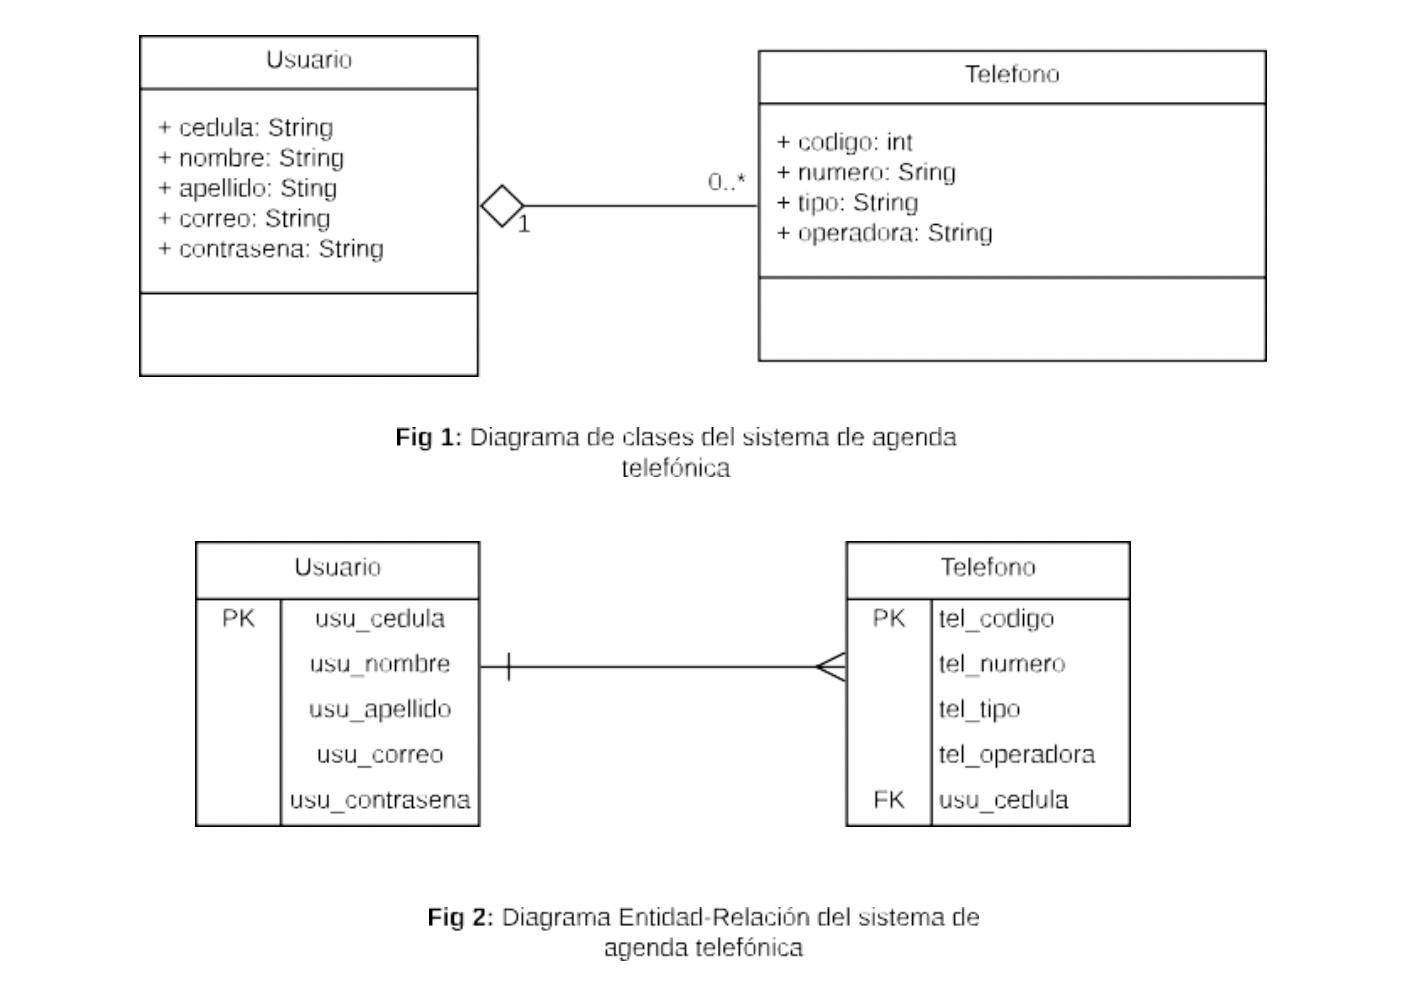 Usuario
+ cedula: String
+ nombre: String
+ apellido: Sting
+ correo: String
+ contrasena: String
1
0..*
Telefono
+ codigo: int
+ numero: Sring
+ tipo: String
+ operadora: String
Fig 1: Diagrama de clases del sistema de agenda
telefónica
Usuario
PK usu_cedula
usu_nombre
usu_apellido
usu_correo
usu_contrasena
Telefono
PK tel_codigo
tel_numero
tel_tipo
tel_operadora
FK usu_cedula
Fig 2: Diagrama Entidad-Relación del sistema de
agenda telefónica